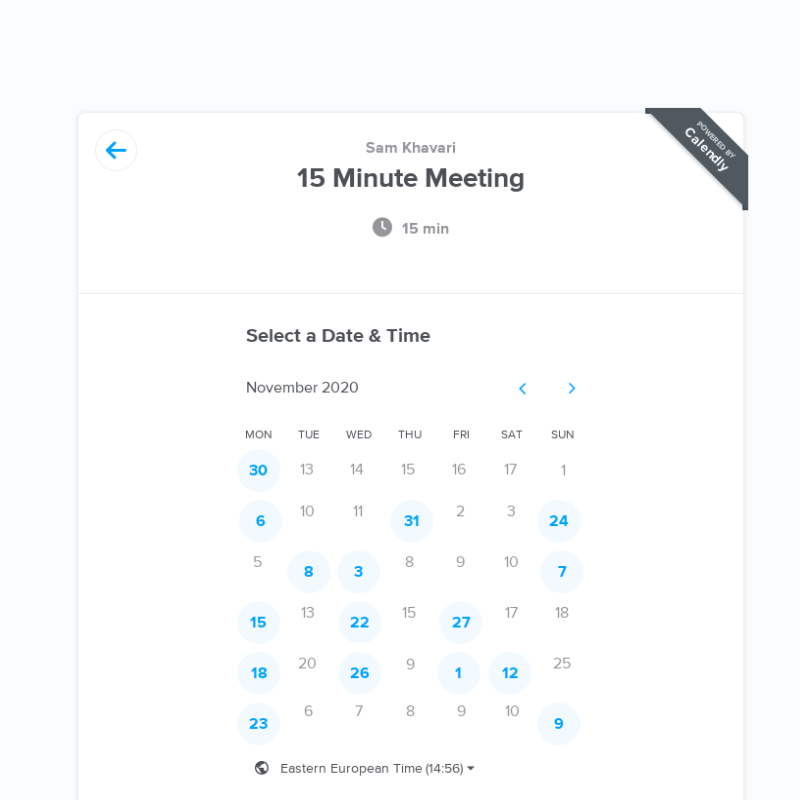 POWERED BY
Calendly
Sam Khavari
15 Minute Meeting
15 min
Select a Date & Time
November 2020
MON TUE WED THU FRI SAT SUN
30 13 14 15 16 17 1
6 10 11 31 2 3 24
5 8 3 8 9 10 7
15 13 22 15 27 17 18
18 20 26 9 1 12 25
23 6 7 8 9 10 9
Eastern European Time (14:56)